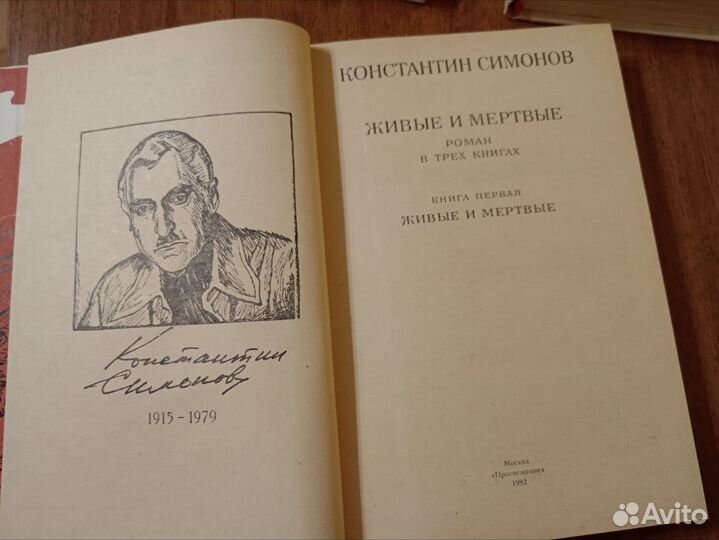 Константин
Симонов
1915 – 1979
КОНСТАНТИН СИМОНОВ
ЖИВЫЕ И МЕРТВЫЕ
РОМАН
В ТРЕХ КНИГАХ
КНИГА ПЕРВАЯ
ЖИВЫЕ И МЕРТВЫЕ
Москва
«Просвещение»
1982
Avito